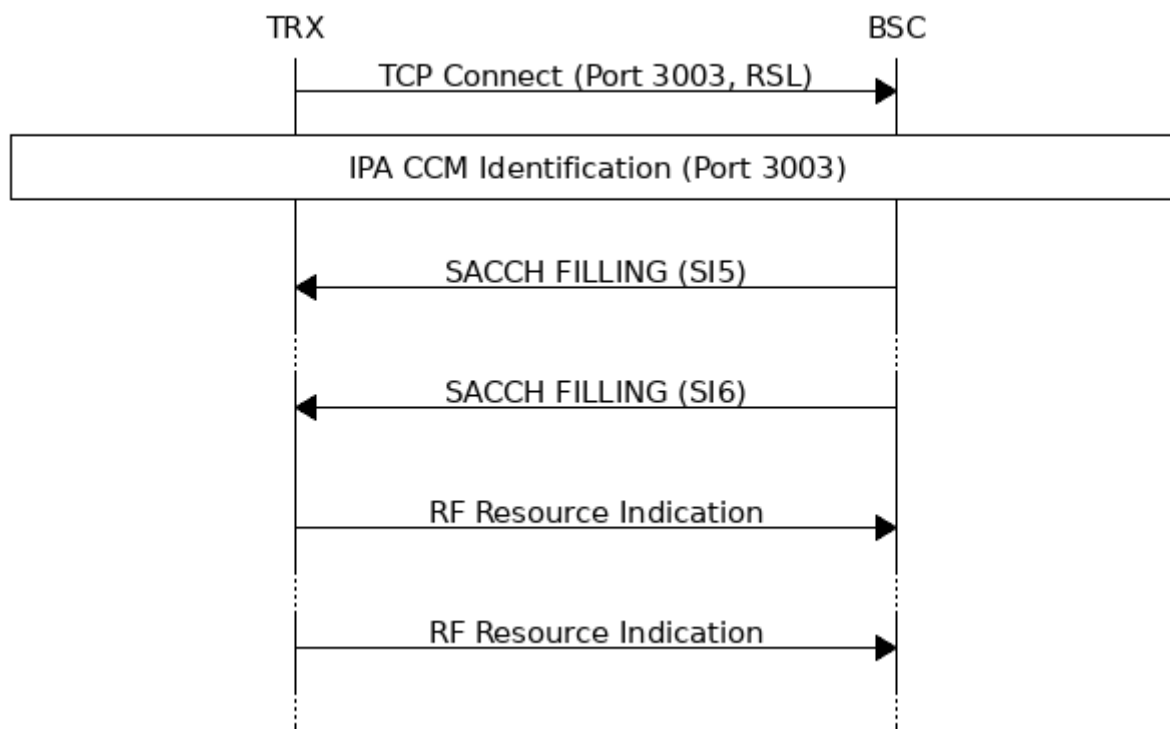 TRX BSC
TCP Connect (Port 3003, RSL)
IPA CCM Identification (Port 3003)
SACCH FILLING (SI5)
SACCH FILLING (SI6)
RF Resource Indication
RF Resource Indication